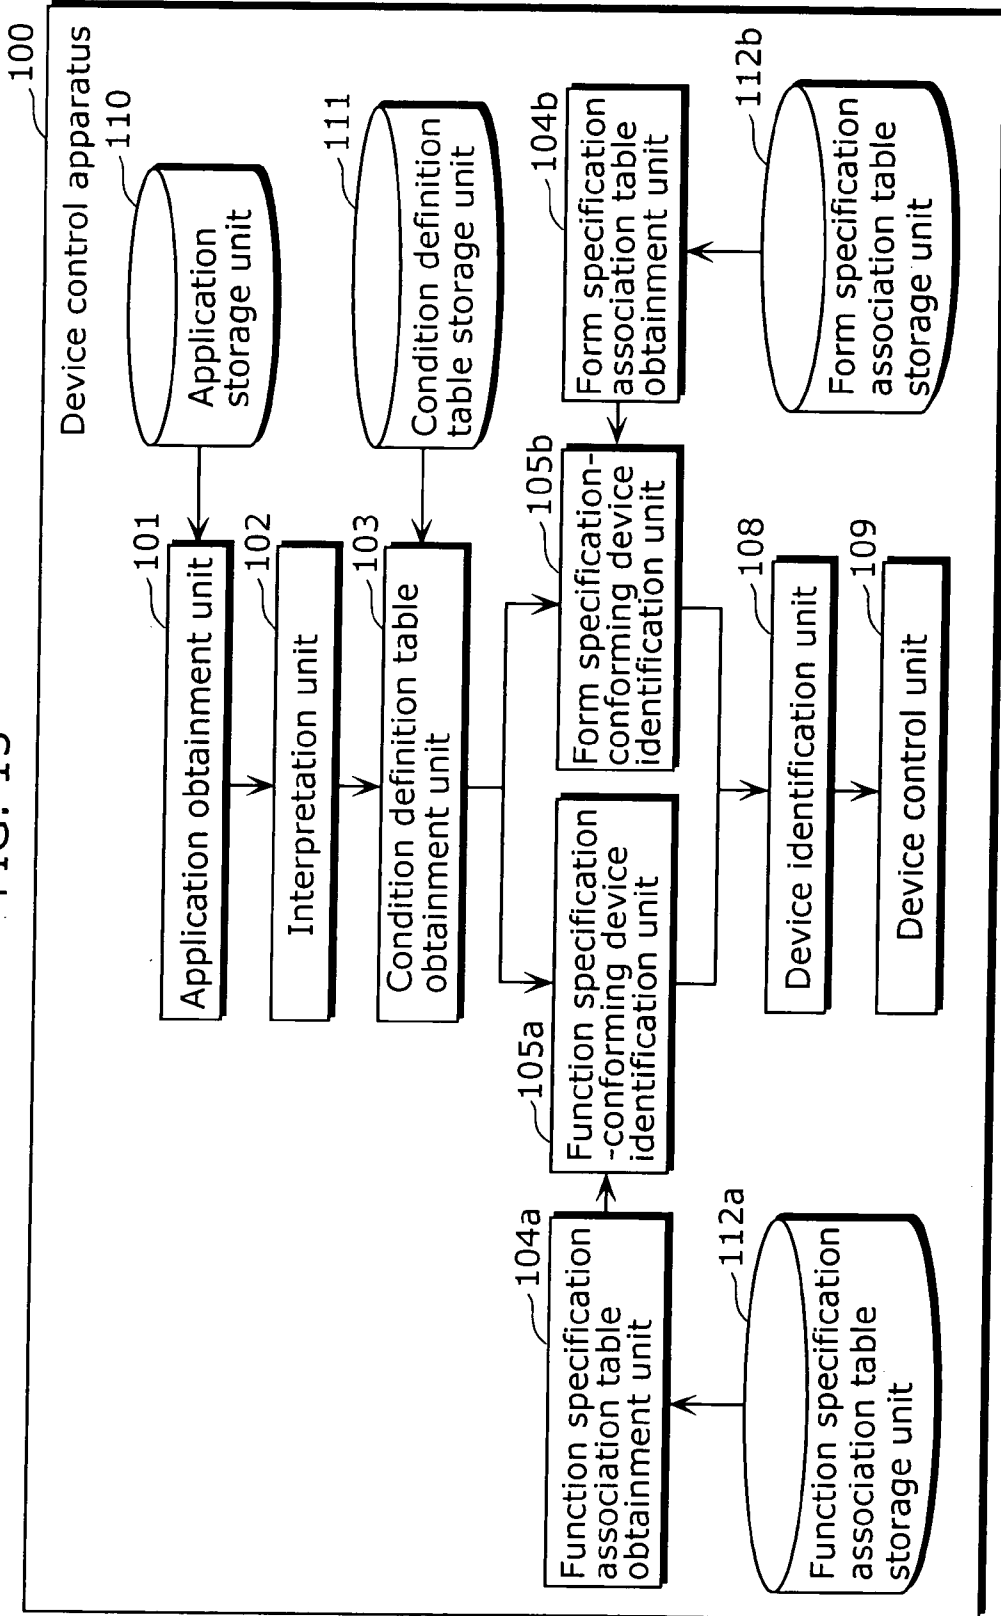 100
Device control apparatus
110
Application
storage unit
101
Application obtainment unit
102
Interpretation unit
111
Condition definition
table storage unit
103
Condition definition table
obtainment unit
104a
Function specification
association table
obtainment unit
105a
Function specification
-conforming device
identification unit
105b
Form specification-
conforming device
identification unit
104b
Form specification
association table
obtainment unit
112a
Function specification
association table
storage unit
108
Device identification unit
109
Device control unit
112b
Form specification
association table
storage unit